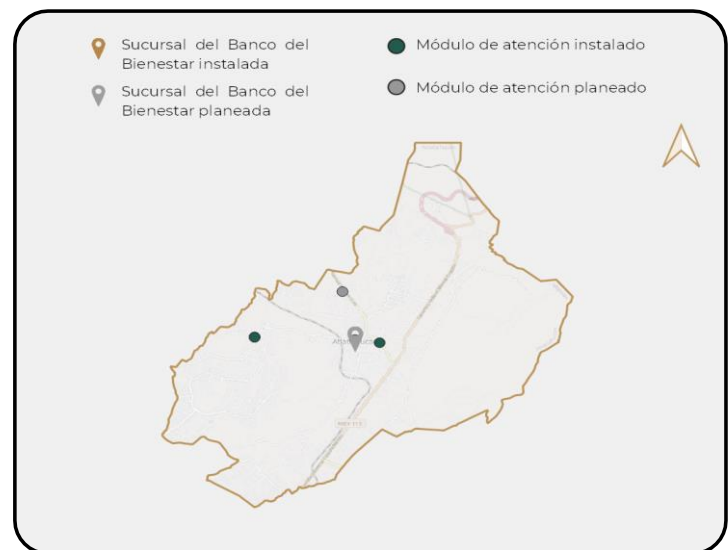 Sucursal del Banco del
Bienestar instalada
Sucursal del Banco del
Bienestar planeada
Módulo de atención instalado
Módulo de atención planeado